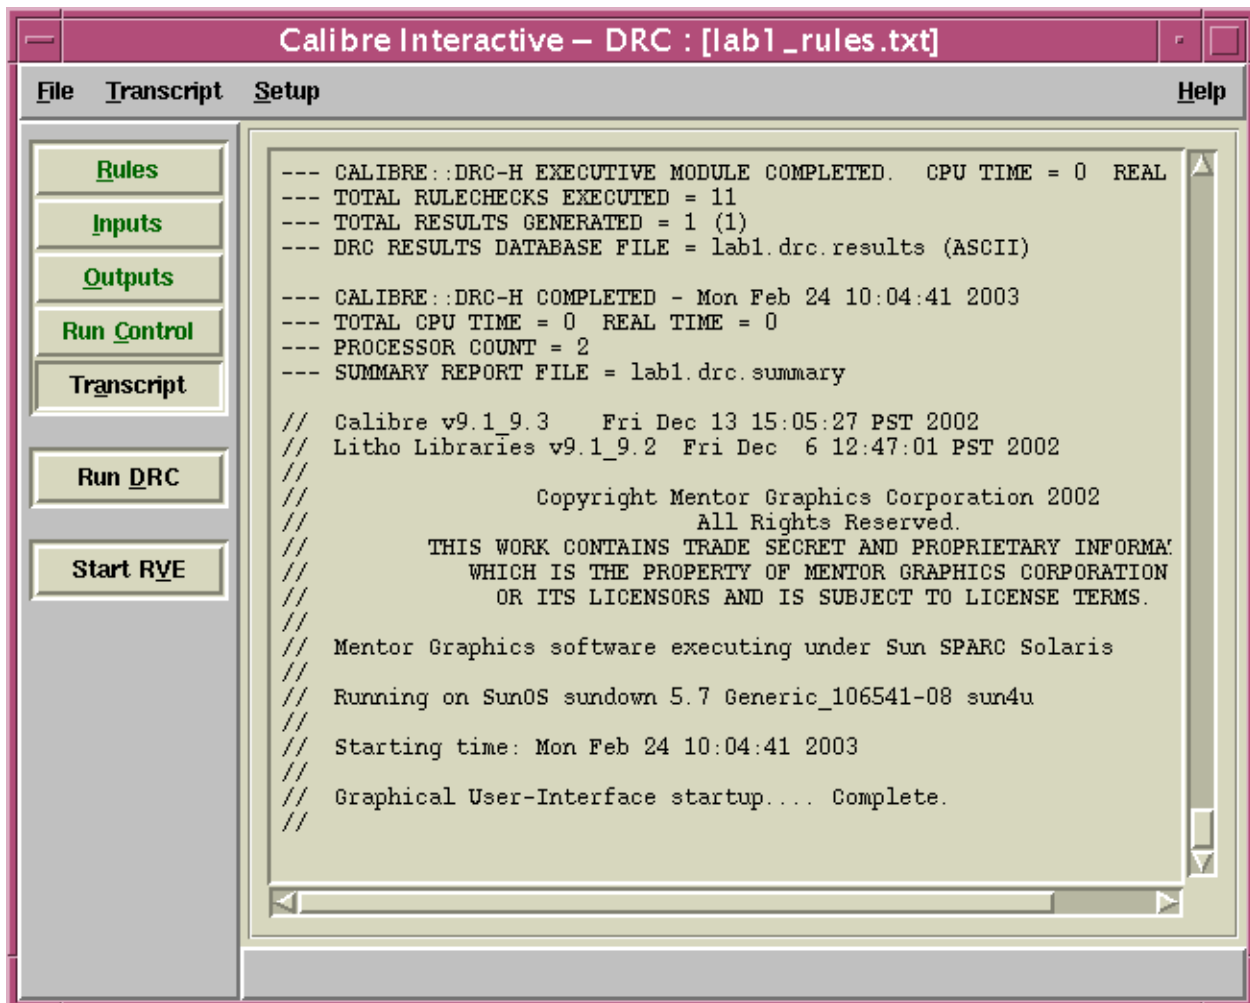 Calibre Interactive – DRC : [lab1_rules.txt]
File Transcript Setup Help
Rules
Inputs
Outputs
Run Control
Transcript
Run DRC
Start RVE
--- CALIBRE::DRC-H EXECUTIVE MODULE COMPLETED.  CPU TIME = 0  REAL
--- TOTAL RULECHECKS EXECUTED = 11
--- TOTAL RESULTS GENERATED = 1 (1)
--- DRC RESULTS DATABASE FILE = lab1.drc.results (ASCII)
--- CALIBRE::DRC-H COMPLETED - Mon Feb 24 10:04:41 2003
--- TOTAL CPU TIME = 0  REAL TIME = 0
--- PROCESSOR COUNT = 2
--- SUMMARY REPORT FILE = lab1.drc.summary
//  Calibre v9.1_9.3    Fri Dec 13 15:05:27 PST 2002
//  Litho Libraries v9.1_9.2  Fri Dec  6 12:47:01 PST 2002
//
//                 Copyright Mentor Graphics Corporation 2002
//                             All Rights Reserved.
//         THIS WORK CONTAINS TRADE SECRET AND PROPRIETARY INFORMA
//            WHICH IS THE PROPERTY OF MENTOR GRAPHICS CORPORATION
//              OR ITS LICENSORS AND IS SUBJECT TO LICENSE TERMS.
//
//  Mentor Graphics software executing under Sun SPARC Solaris
//
//  Running on SunOS sundown 5.7 Generic_106541-08 sun4u
//
//  Starting time: Mon Feb 24 10:04:41 2003
//
//  Graphical User-Interface startup.... Complete.
//